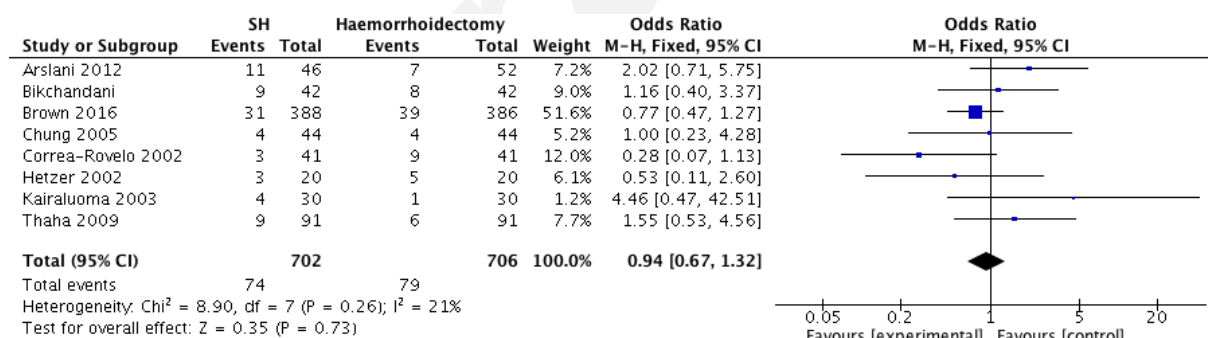 SH Haemorrhoidectomy Odds Ratio Odds Ratio
Study or Subgroup Events Total Events Total Weight M-H, Fixed, 95% CI M-H, Fixed, 95% CI
Arslani 2012 11 46 7 52 7.2% 2.02 [0.71, 5.75]
Bikchandani 9 42 8 42 9.0% 1.16 [0.40, 3.37]
Brown 2016 31 388 39 386 51.6% 0.77 [0.47, 1.27]
Chung 2005 4 44 4 44 5.2% 1.00 [0.23, 4.28]
Correa-Rovelo 2002 3 41 9 41 12.0% 0.28 [0.07, 1.13]
Hetzer 2002 3 20 5 20 6.1% 0.53 [0.11, 2.60]
Kairaluoma 2003 4 30 1 30 1.2% 4.46 [0.47, 42.51]
Thaha 2009 9 91 6 91 7.7% 1.55 [0.53, 4.56]
Total (95% CI) 702 706 100.0% 0.94 [0.67, 1.32]
Total events 74 79
Heterogeneity: Chi² = 8.90, df = 7 (P = 0.26); I² = 21%
Test for overall effect: Z = 0.35 (P = 0.73)
0.05 0.2 1 5 20
Favours [experimental] Favours [control]